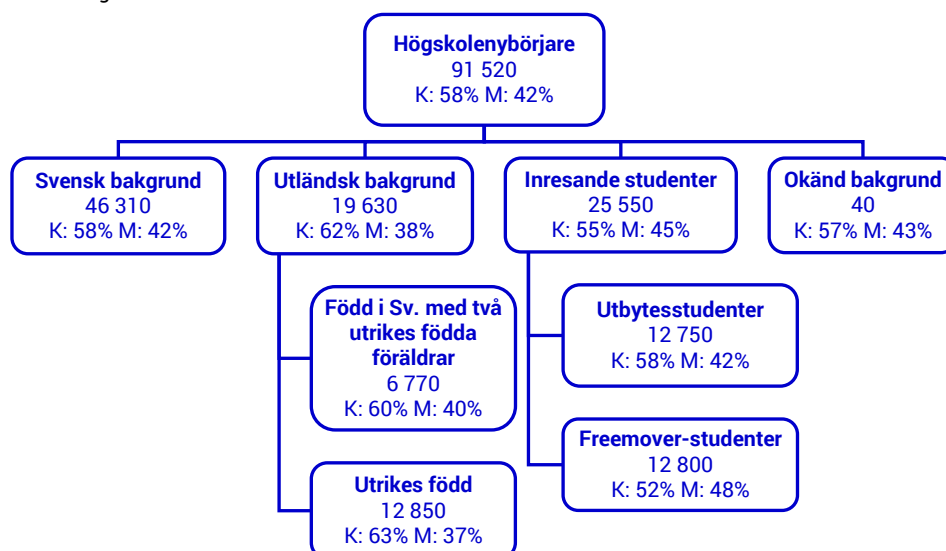 Högskolenybörjare
91 520
K: 58% M: 42%
Svensk bakgrund
46 310
K: 58% M: 42%
Utländsk bakgrund
19 630
K: 62% M: 38%
Inresande studenter
25 550
K: 55% M: 45%
Okänd bakgrund
40
K: 57% M: 43%
Född i Sv. med två
utrikes födda
föräldrar
6 770
K: 60% M: 40%
Utrikes född
12 850
K: 63% M: 37%
Utbytesstudenter
12 750
K: 58% M: 42%
Freemover-studenter
12 800
K: 52% M: 48%